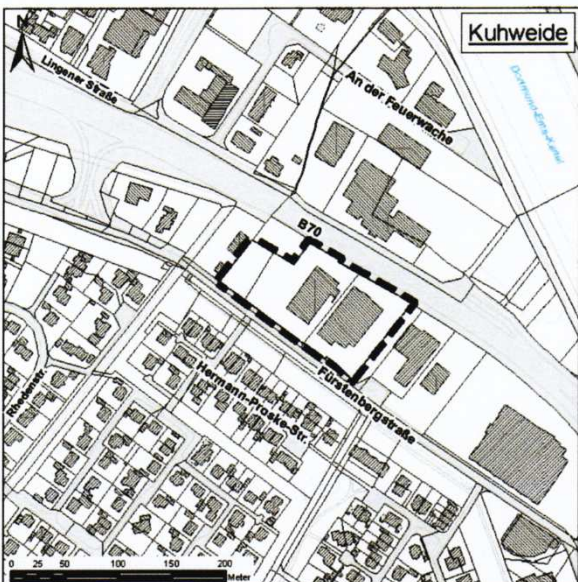 Kuhweide
N
Lingener Straße
An der Feuerwache
Dortmund-Ems-Kanal
B70
Fürstenbergstraße
Hermann-Proske-Str.
Rhedenstr.
0 25 50 100 150 200
Meter